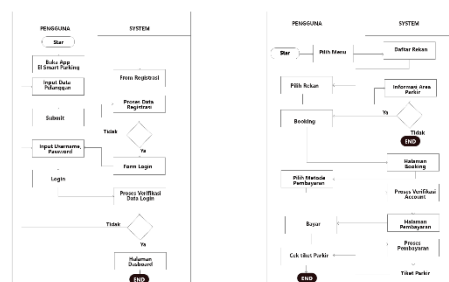 PENGGUNA
SYSTEM
Star
Buka App
El Smart Parking
From Registrasi
Input Data
Pelanggan
Proses Data
Registrasi
Submit
Tidak
Input Username,
Password
Ya
Form Login
Login
Proses Verifikasi
Data Login
Tidak
Ya
Halaman
Dasboard
END
PENGGUNA
SYSTEM
Star
Pilih Menu
Daftar Rekan
Pilih Rekan
Informasi Area
Parkir
Booking
Ya
Tidak
END
Halaman
Booking
Pilih Metode
Pembayaran
Proses Verifikasi
Account
Bayar
Halaman
Pembayaran
Proses
Pembayaran
Cek tiket Parkir
Tiket Parkir
END